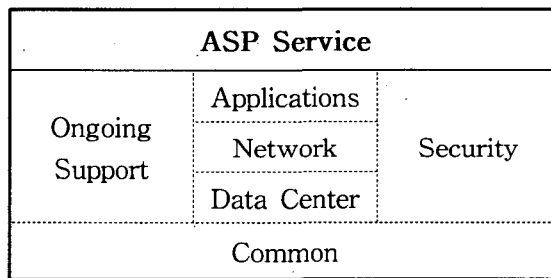 ASP Service
Ongoing
Support
Applications
Network
Data Center
Security
Common